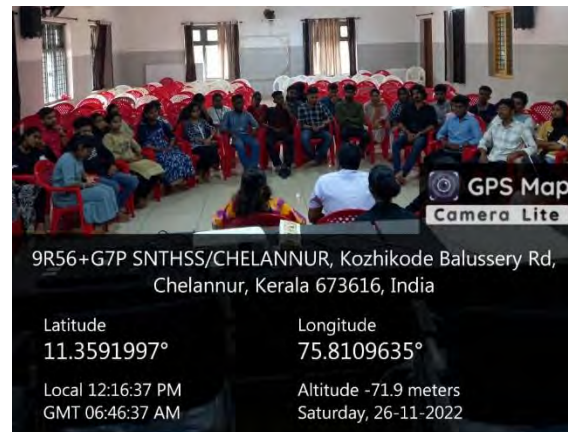 GPS Map
Camera Lite
9R56+G7P SNTHSS/CHELANNUR, Kozhikode Balussery Rd,
Chelannur, Kerala 673616, India
Latitude
11.3591997°
Longitude
75.8109635°
Local 12:16:37 PM
GMT 06:46:37 AM
Altitude -71.9 meters
Saturday, 26-11-2022